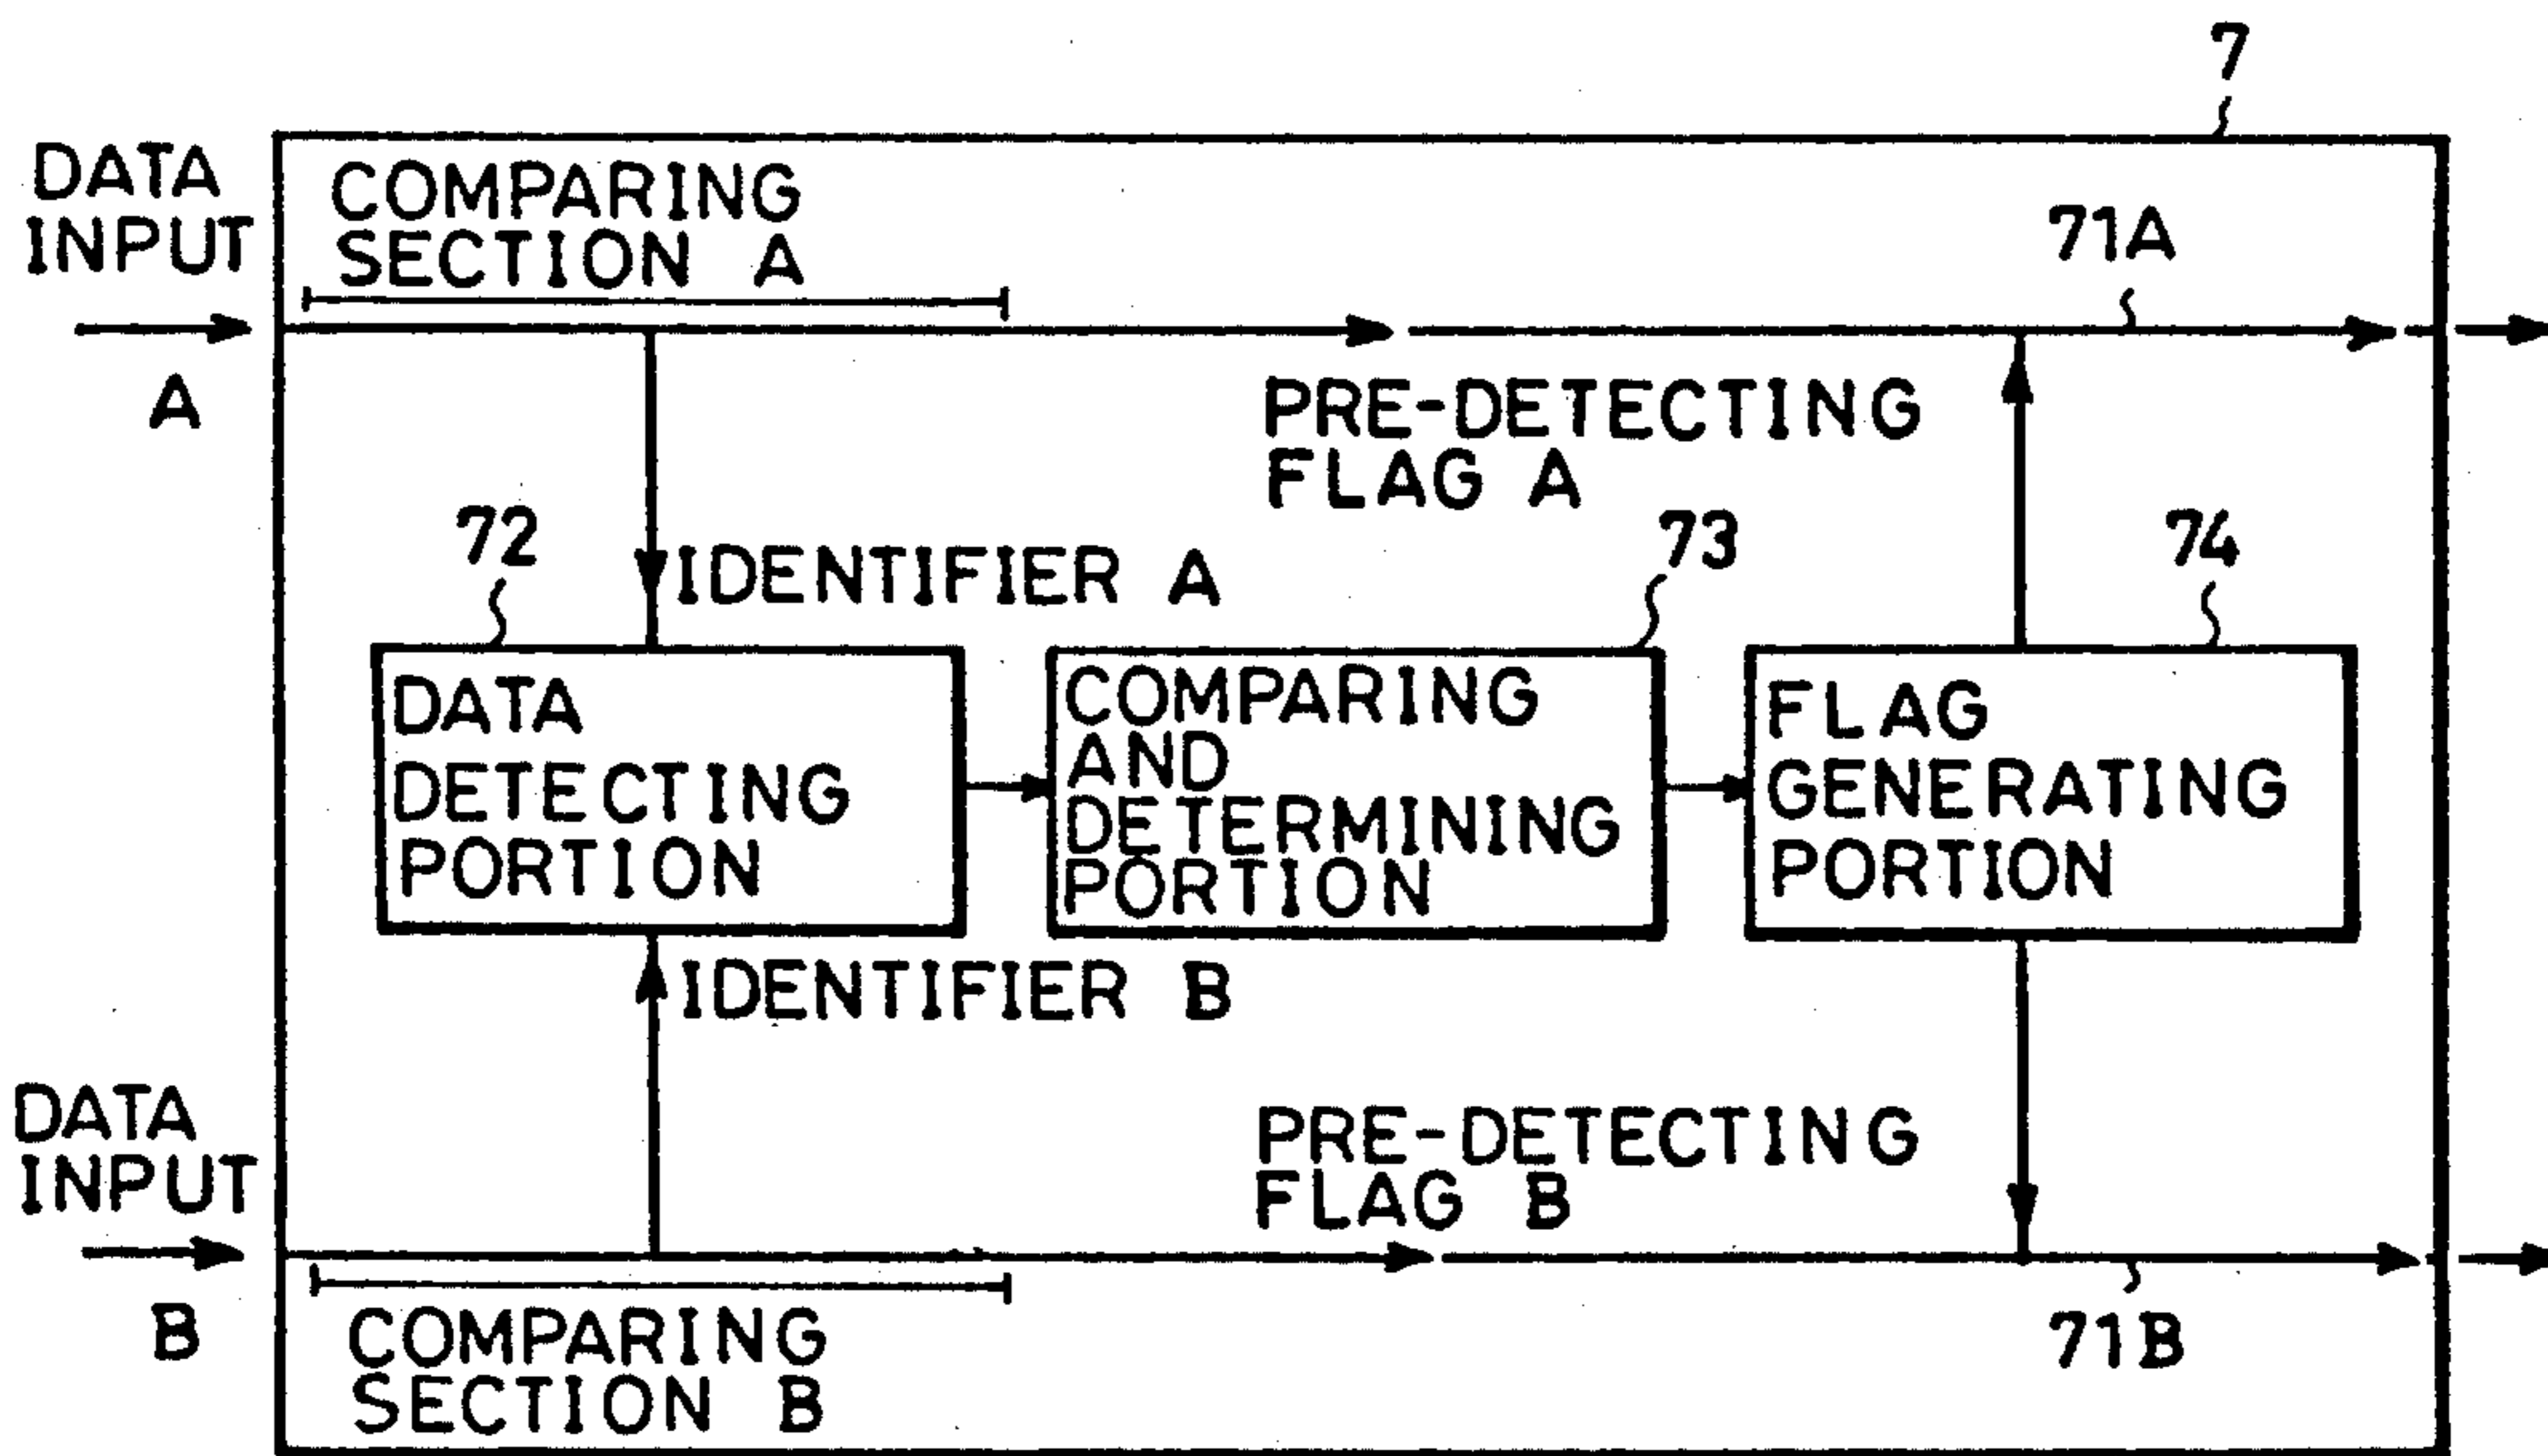 7
DATA
INPUT
A
COMPARING
SECTION A
71A
PRE-DETECTING
FLAG A
72
IDENTIFIER A
73
74
DATA
DETECTING
PORTION
COMPARING
AND
DETERMINING
PORTION
FLAG
GENERATING
PORTION
IDENTIFIER B
DATA
INPUT
B
PRE-DETECTING
FLAG B
COMPARING
SECTION B
71B